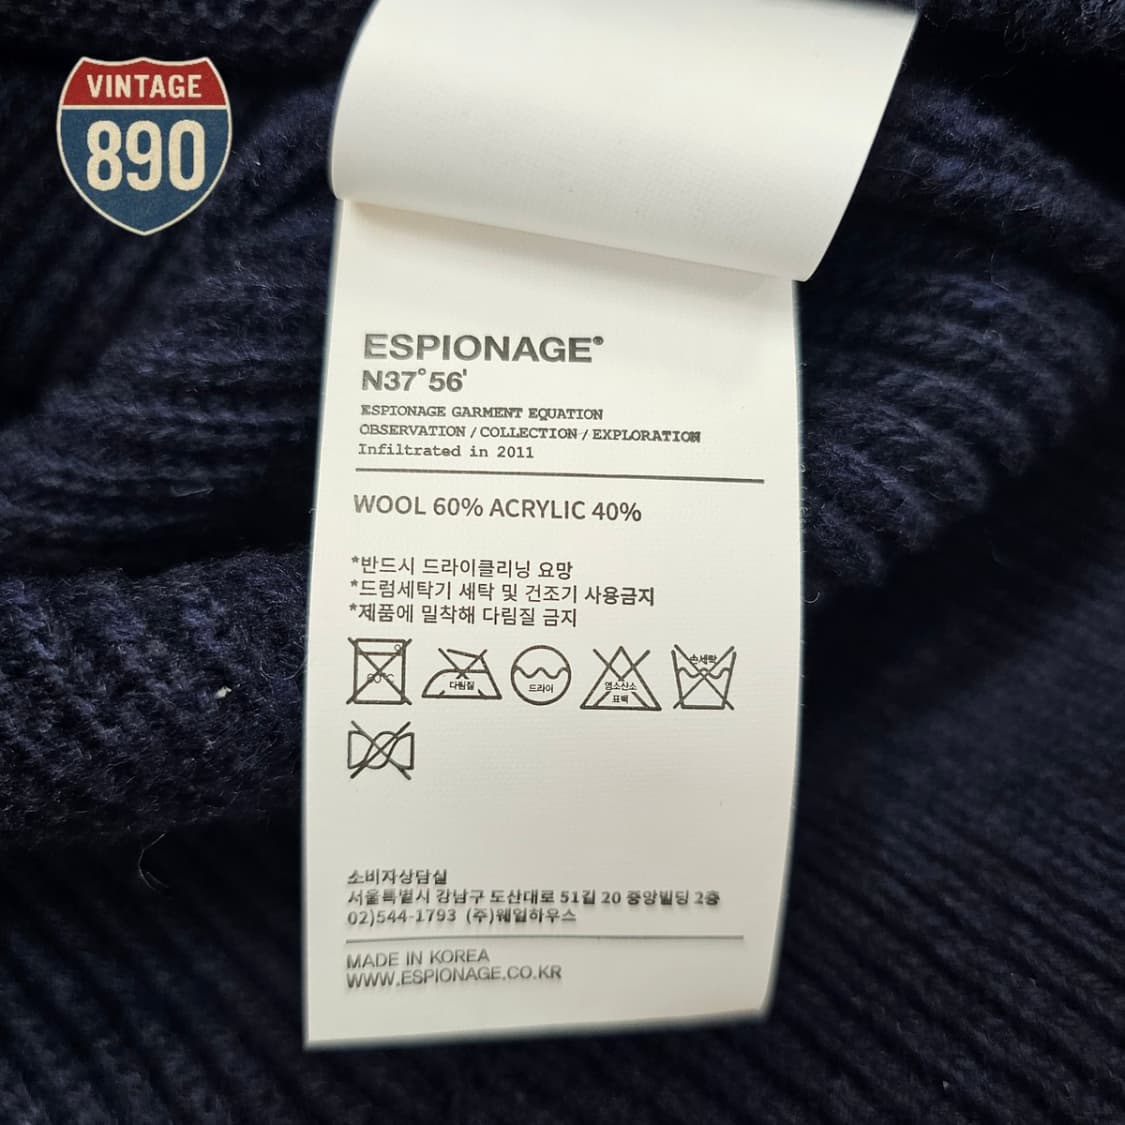 VINTAGE
890
ESPIONAGE®
N37°56'
ESPIONAGE GARMENT EQUATION
OBSERVATION / COLLECTION / EXPLORATION
Infiltrated in 2011
WOOL 60% ACRYLIC 40%
*반드시 드라이클리닝 요망
*드럼세탁기 세탁 및 건조기 사용금지
*제품에 밀착해 다림질 금지
다림질
드라이
염소산소
표백
손세탁
소비자상담실
서울특별시 강남구 도산대로 51길 20 중앙빌딩 2층
02)544-1793 (주)웨일하우스
MADE IN KOREA
WWW.ESPIONAGE.CO.KR